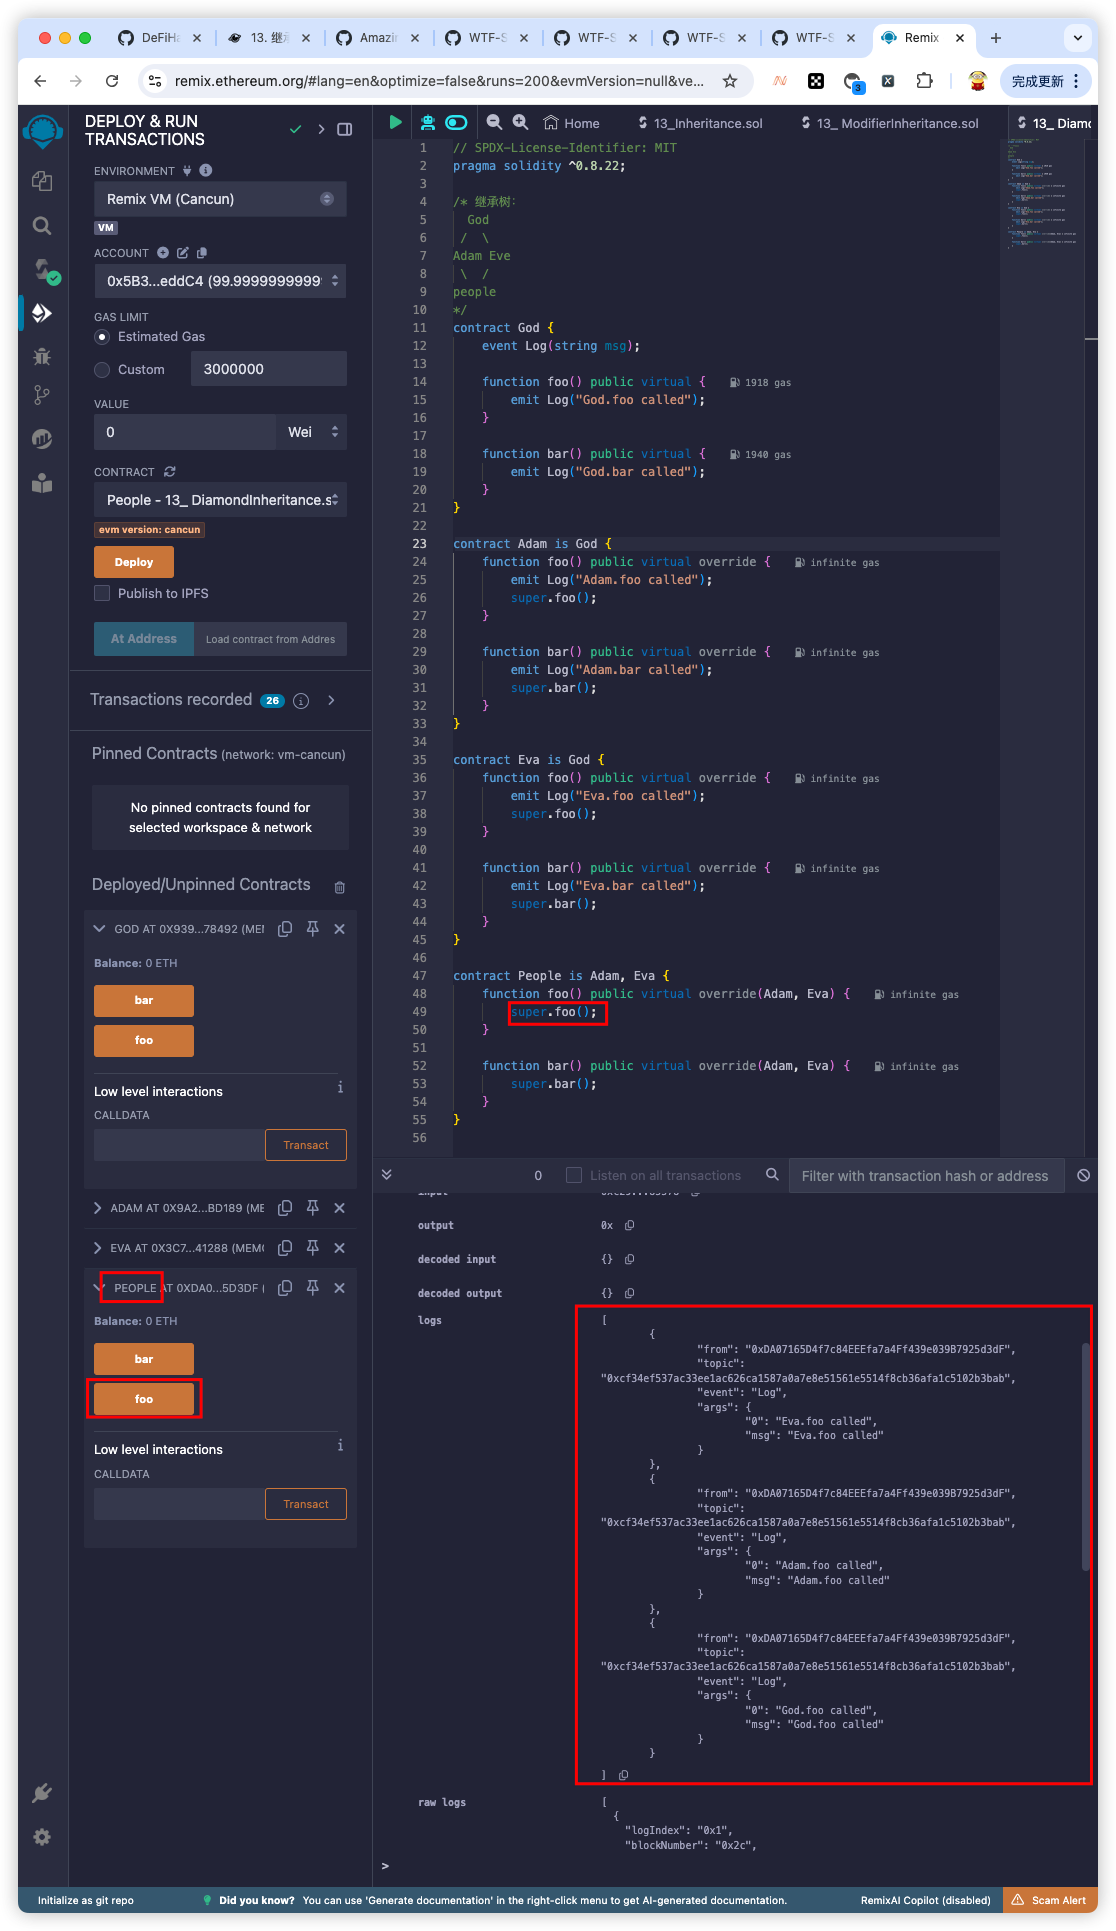 DeFiHa
13. 继承
Amazin
WTF-S
WTF-S
WTF-S
WTF-S
Remix
remix.ethereum.org/#lang=en&optimize=false&runs=200&evmVersion=null&ve...
3
完成更新
DEPLOY & RUN
TRANSACTIONS
ENVIRONMENT
Remix VM (Cancun)
VM
ACCOUNT
0x5B3...eddC4 (99.9999999999
GAS LIMIT
Estimated Gas
Custom
3000000
VALUE
0
Wei
CONTRACT
People - 13_ DiamondInheritance.s
evm version: cancun
Deploy
Publish to IPFS
At Address
Load contract from Addres
Transactions recorded 26
Pinned Contracts (network: vm-cancun)
No pinned contracts found for
selected workspace & network
Deployed/Unpinned Contracts
GOD AT 0X939...78492 (MEM
Balance: 0 ETH
bar
foo
Low level interactions
CALLDATA
Transact
ADAM AT 0X9A2...BD189 (ME
EVA AT 0X3C7...41288 (MEMO
PEOPLE AT 0XDA0...5D3DF (
Balance: 0 ETH
bar
foo
Low level interactions
CALLDATA
Transact
Home
13_Inheritance.sol
13_ ModifierInheritance.sol
13_ Diamo
1 // SPDX-License-Identifier: MIT
2 pragma solidity ^0.8.22;
3
4 /* 继承树：
5 God
6 / \
7 Adam Eve
8 \ /
9 people
10 */
11 contract God {
12 event Log(string msg);
13
14 function foo() public virtual { 1918 gas
15 emit Log("God.foo called");
16 }
17
18 function bar() public virtual { 1940 gas
19 emit Log("God.bar called");
20 }
21 }
22
23 contract Adam is God {
24 function foo() public virtual override { infinite gas
25 emit Log("Adam.foo called");
26 super.foo();
27 }
28
29 function bar() public virtual override { infinite gas
30 emit Log("Adam.bar called");
31 super.bar();
32 }
33 }
34
35 contract Eva is God {
36 function foo() public virtual override { infinite gas
37 emit Log("Eva.foo called");
38 super.foo();
39 }
40
41 function bar() public virtual override { infinite gas
42 emit Log("Eva.bar called");
43 super.bar();
44 }
45 }
46
47 contract People is Adam, Eva {
48 function foo() public virtual override(Adam, Eva) { infinite gas
49 super.foo();
50 }
51
52 function bar() public virtual override(Adam, Eva) { infinite gas
53 super.bar();
54 }
55 }
56
0
Listen on all transactions
Filter with transaction hash or address
input
output 0x
decoded input {}
decoded output {}
logs [
{
"from": "0xDA07165D4f7c84EEEfa7a4Ff439e039B7925d3dF",
"topic":
"0xcf34ef537ac33ee1ac626ca1587a0a7e8e51561e5514f8cb36afa1c5102b3bab",
"event": "Log",
"args": {
"0": "Eva.foo called",
"msg": "Eva.foo called"
}
},
{
"from": "0xDA07165D4f7c84EEEfa7a4Ff439e039B7925d3dF",
"topic":
"0xcf34ef537ac33ee1ac626ca1587a0a7e8e51561e5514f8cb36afa1c5102b3bab",
"event": "Log",
"args": {
"0": "Adam.foo called",
"msg": "Adam.foo called"
}
},
{
"from": "0xDA07165D4f7c84EEEfa7a4Ff439e039B7925d3dF",
"topic":
"0xcf34ef537ac33ee1ac626ca1587a0a7e8e51561e5514f8cb36afa1c5102b3bab",
"event": "Log",
"args": {
"0": "God.foo called",
"msg": "God.foo called"
}
}
]
raw logs [
{
"logIndex": "0x1",
"blockNumber": "0x2c",
>
Initialize as git repo
Did you know? You can use 'Generate documentation' in the right-click menu to get AI-generated documentation.
RemixAI Copilot (disabled)
Scam Alert